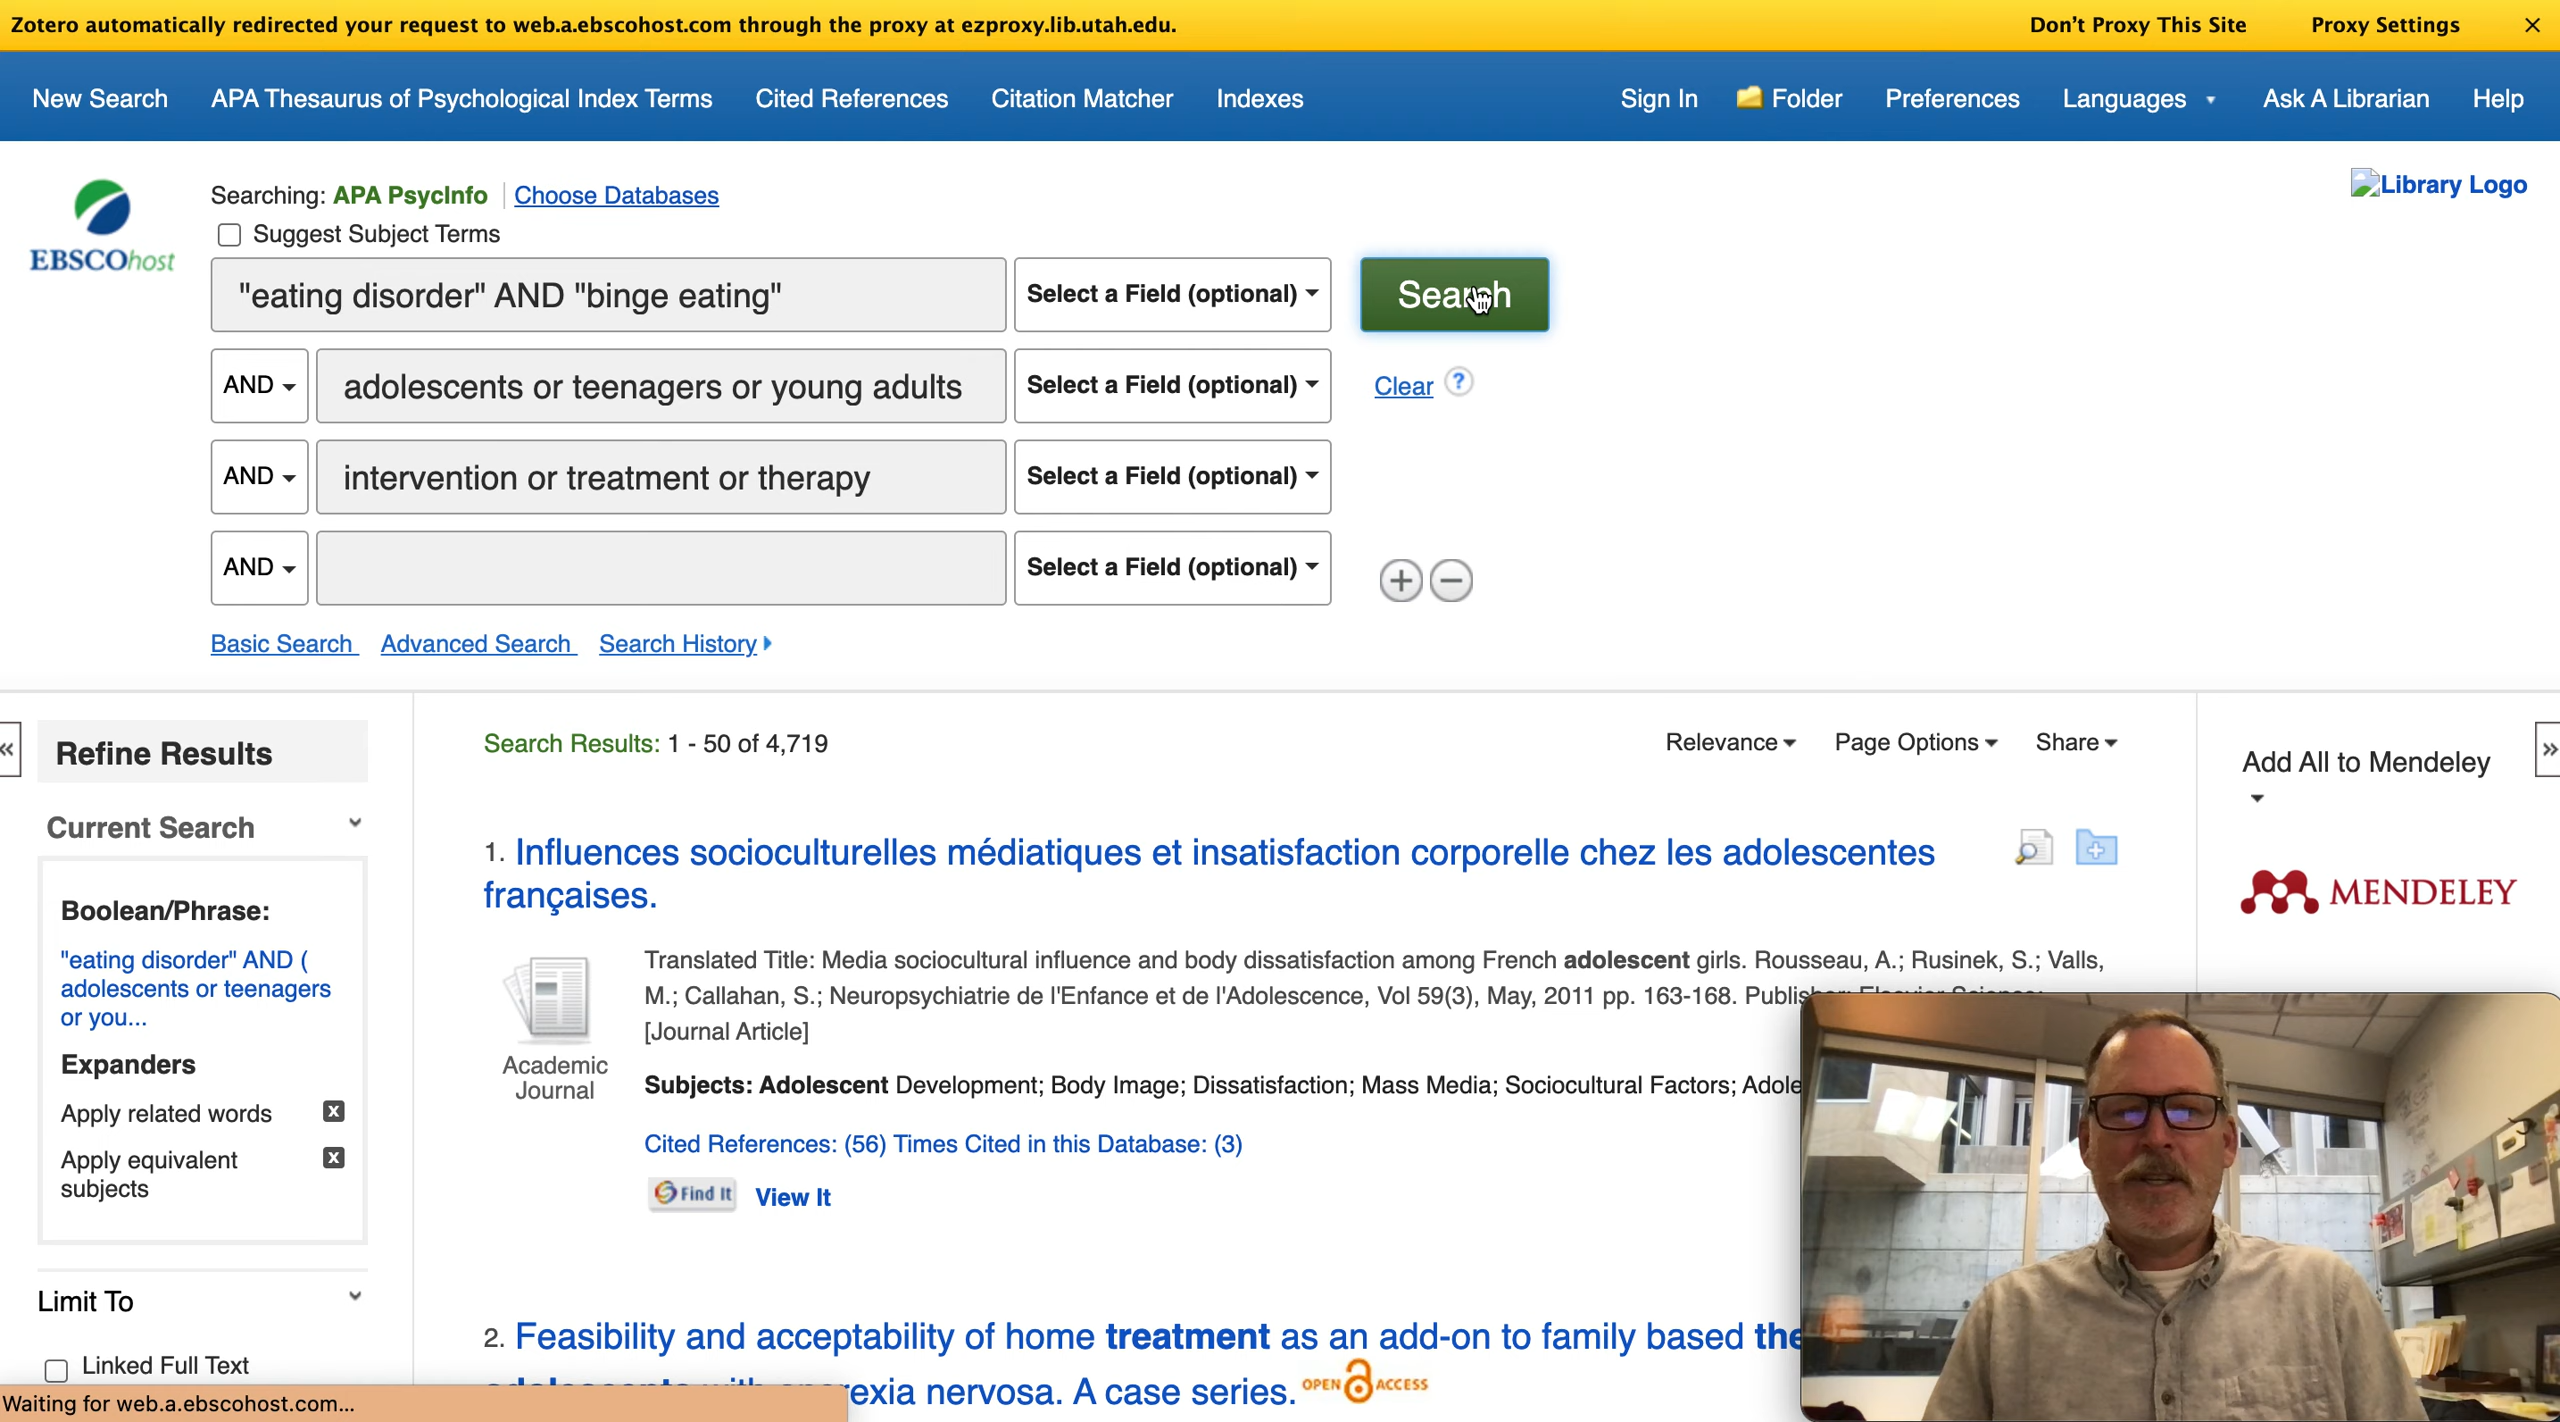 Zotero automatically redirected your request to web.a.ebscohost.com through the proxy at ezproxy.lib.utah.edu.
Don't Proxy This Site
Proxy Settings
New Search
APA Thesaurus of Psychological Index Terms
Cited References
Citation Matcher
Indexes
Sign In
Folder
Preferences
Languages
Ask A Librarian
Help
EBSCOhost
Searching: APA PsycInfo
Choose Databases
Library Logo
Suggest Subject Terms
"eating disorder" AND "binge eating"
Select a Field (optional)
Search
AND
adolescents or teenagers or young adults
Select a Field (optional)
Clear
?
AND
intervention or treatment or therapy
Select a Field (optional)
AND
Select a Field (optional)
Basic Search
Advanced Search
Search History
Refine Results
Current Search
Boolean/Phrase:
"eating disorder" AND (
adolescents or teenagers
or you...
Expanders
Apply related words
Apply equivalent
subjects
Limit To
Linked Full Text
Waiting for web.a.ebscohost.com...
Search Results: 1 - 50 of 4,719
Relevance
Page Options
Share
1. Influences socioculturelles médiatiques et insatisfaction corporelle chez les adolescentes
françaises.
Translated Title: Media sociocultural influence and body dissatisfaction among French adolescent girls. Rousseau, A.; Rusinek, S.; Valls,
M.; Callahan, S.; Neuropsychiatrie de l'Enfance et de l'Adolescence, Vol 59(3), May, 2011 pp. 163-168.
[Journal Article]
Academic
Journal
Subjects: Adolescent Development; Body Image; Dissatisfaction; Mass Media; Sociocultural Factors; Adole
Cited References: (56) Times Cited in this Database: (3)
Find It
View It
2. Feasibility and acceptability of home treatment as an add-on to family based the
exia nervosa. A case series.
OPEN ACCESS
Add All to Mendeley
MENDELEY